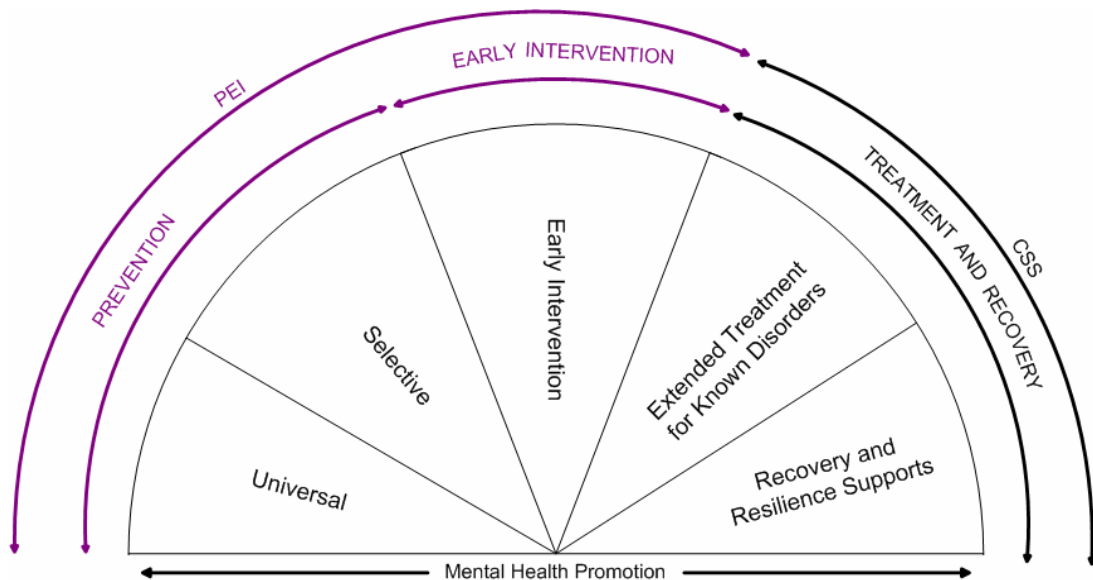 EARLY INTERVENTION
PEI
PREVENTION
TREATMENT AND RECOVERY
CSS
Universal
Selective
Early Intervention
Extended Treatment
for Known Disorders
Recovery and
Resilience Supports
Mental Health Promotion